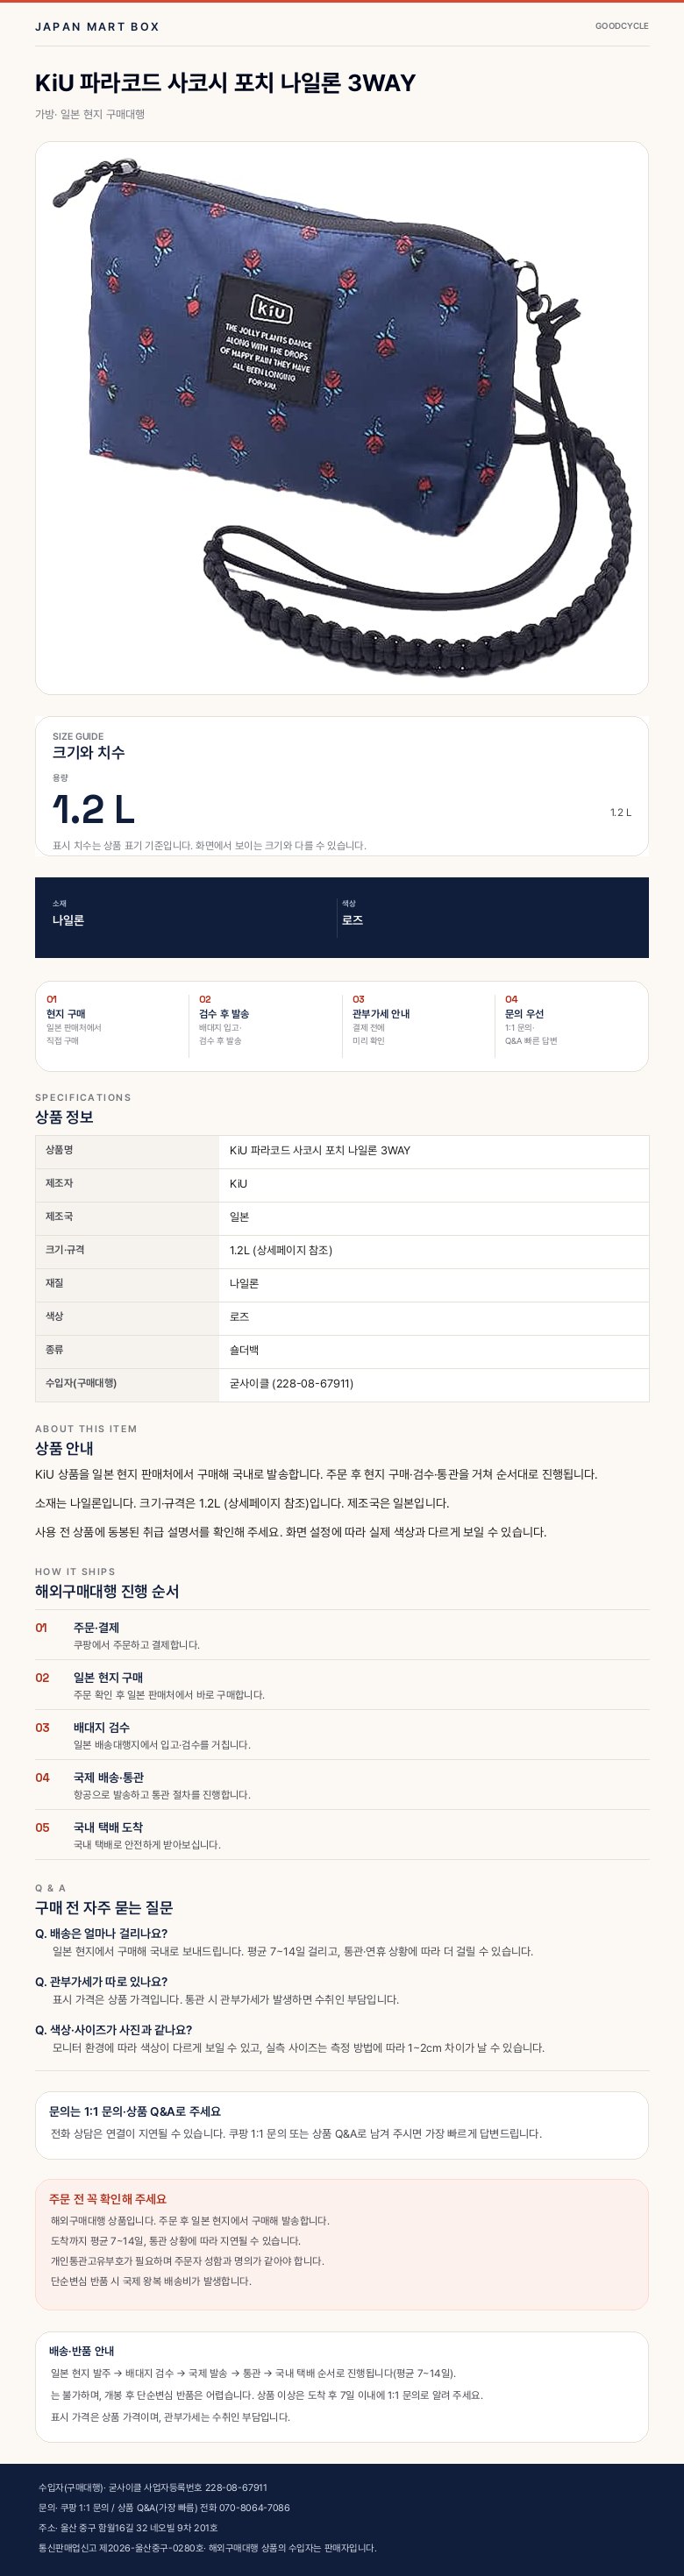 JAPAN MART BOX
GOODCYCLE
KiU 파라코드 사코시 포치 나일론 3WAY
가방· 일본 현지 구매대행
KiU
THE JOLLY PLANTS DANCE
ALONG WITH THE DROPS
OF HAPPY RAIN THEY HAVE
ALL BEEN LONGING
FOR-KiU.
SIZE GUIDE
크기와 치수
용량
1.2 L
1.2 L
표시 치수는 상품 표기 기준입니다. 화면에서 보이는 크기와 다를 수 있습니다.
소재
나일론
색상
로즈
01
현지 구매
일본 판매처에서
직접 구매
02
검수 후 발송
배대지 입고·
검수 후 발송
03
관부가세 안내
결제 전에
미리 확인
04
문의 우선
1:1 문의·
Q&A 빠른 답변
SPECIFICATIONS
상품 정보
상품명 KiU 파라코드 사코시 포치 나일론 3WAY
제조자 KiU
제조국 일본
크기·규격 1.2L (상세페이지 참조)
재질 나일론
색상 로즈
종류 숄더백
수입자(구매대행) 굳사이클 (228-08-67911)
ABOUT THIS ITEM
상품 안내
KiU 상품을 일본 현지 판매처에서 구매해 국내로 발송합니다. 주문 후 현지 구매·검수·통관을 거쳐 순서대로 진행됩니다.
소재는 나일론입니다. 크기·규격은 1.2L (상세페이지 참조)입니다. 제조국은 일본입니다.
사용 전 상품에 동봉된 취급 설명서를 확인해 주세요. 화면 설정에 따라 실제 색상과 다르게 보일 수 있습니다.
HOW IT SHIPS
해외구매대행 진행 순서
01 주문·결제
쿠팡에서 주문하고 결제합니다.
02 일본 현지 구매
주문 확인 후 일본 판매처에서 바로 구매합니다.
03 배대지 검수
일본 배송대행지에서 입고·검수를 거칩니다.
04 국제 배송·통관
항공으로 발송하고 통관 절차를 진행합니다.
05 국내 택배 도착
국내 택배로 안전하게 받아보십니다.
Q & A
구매 전 자주 묻는 질문
Q. 배송은 얼마나 걸리나요?
일본 현지에서 구매해 국내로 보내드립니다. 평균 7~14일 걸리고, 통관·연휴 상황에 따라 더 걸릴 수 있습니다.
Q. 관부가세가 따로 있나요?
표시 가격은 상품 가격입니다. 통관 시 관부가세가 발생하면 수취인 부담입니다.
Q. 색상·사이즈가 사진과 같나요?
모니터 환경에 따라 색상이 다르게 보일 수 있고, 실측 사이즈는 측정 방법에 따라 1~2cm 차이가 날 수 있습니다.
문의는 1:1 문의·상품 Q&A로 주세요
전화 상담은 연결이 지연될 수 있습니다. 쿠팡 1:1 문의 또는 상품 Q&A로 남겨 주시면 가장 빠르게 답변드립니다.
주문 전 꼭 확인해 주세요
해외구매대행 상품입니다. 주문 후 일본 현지에서 구매해 발송합니다.
도착까지 평균 7~14일, 통관 상황에 따라 지연될 수 있습니다.
개인통관고유부호가 필요하며 주문자 성함과 명의가 같아야 합니다.
단순변심 반품 시 국제 왕복 배송비가 발생합니다.
배송·반품 안내
일본 현지 발주 → 배대지 검수 → 국제 발송 → 통관 → 국내 택배 순서로 진행됩니다(평균 7~14일).
는 불가하며, 개봉 후 단순변심 반품은 어렵습니다. 상품 이상은 도착 후 7일 이내에 1:1 문의로 알려 주세요.
표시 가격은 상품 가격이며, 관부가세는 수취인 부담입니다.
수입자(구매대행)· 굳사이클 사업자등록번호 228-08-67911
문의· 쿠팡 1:1 문의 / 상품 Q&A(가장 빠름) 전화 070-8064-7086
주소· 울산 중구 함월16길 32 네오빌 9차 201호
통신판매업신고 제2026-울산중구-0280호· 해외구매대행 상품의 수입자는 판매자입니다.